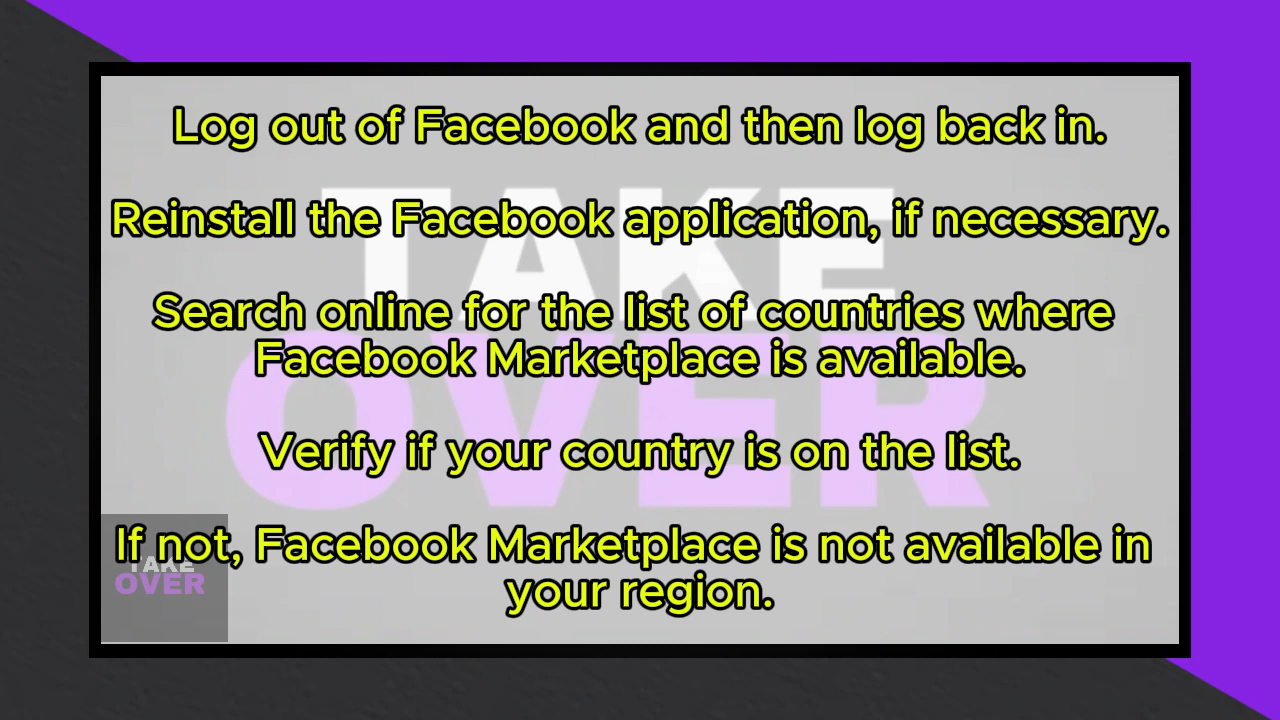 Log out of Facebook and then log back in.
Reinstall the Facebook application, if necessary.
Search online for the list of countries where
Facebook Marketplace is available.
Verify if your country is on the list.
If not, Facebook Marketplace is not available in
your region.
TAKE
OVER
TAKE
OVER